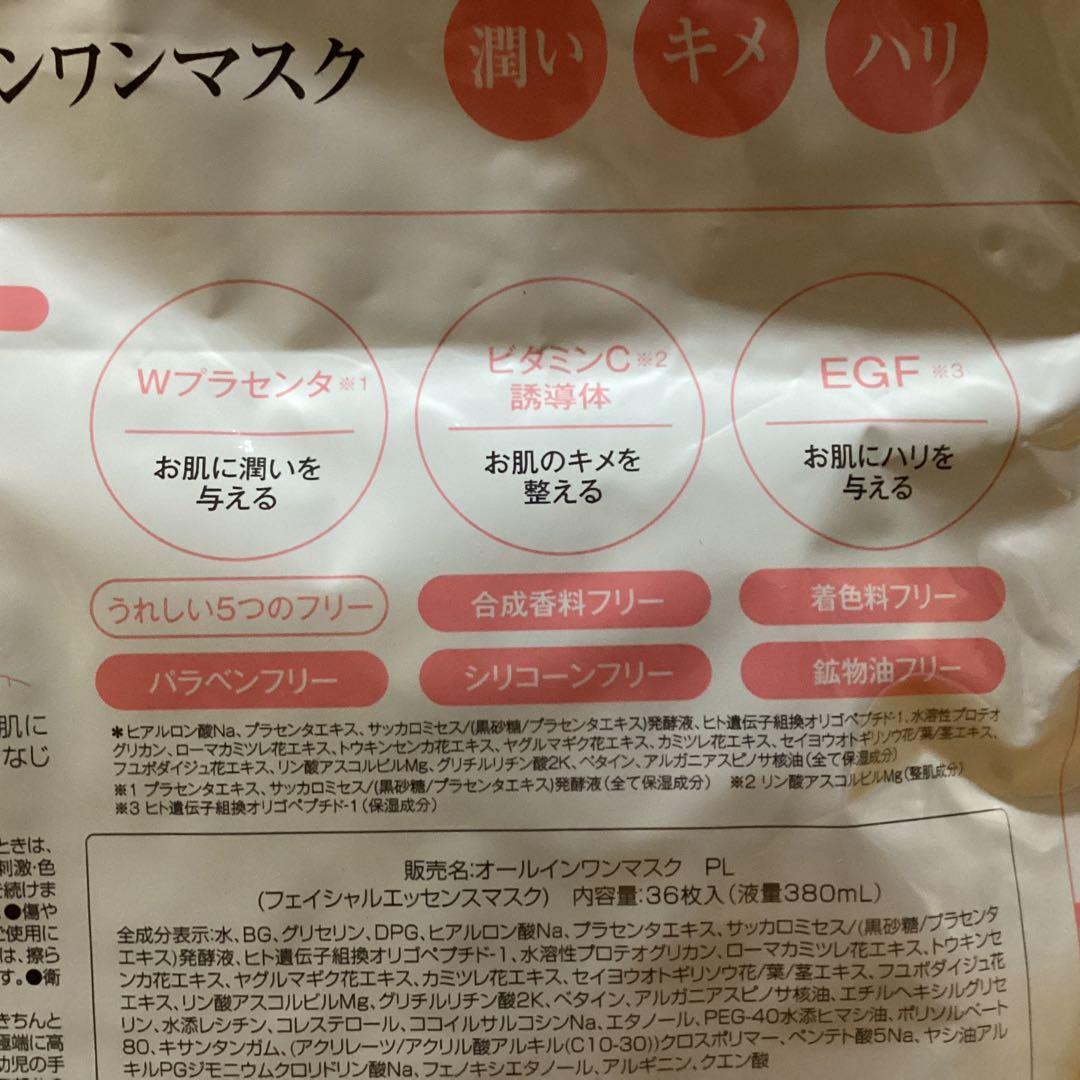 ンワンマスク
潤い
キメ
ハリ
Wプラセンタ※1
お肌に潤いを
与える
ビタミンC※2
誘導体
お肌のキメを
整える
EGF※3
お肌にハリを
与える
うれしい5つのフリー
合成香料フリー
着色料フリー
パラベンフリー
シリコーンフリー
鉱物油フリー
*ヒアルロン酸Na、プラセンタエキス、サッカロミセス/(黒砂糖/プラセンタエキス)発酵液、ヒト遺伝子組換オリゴペプチド-1、水溶性プロテオ
グリカン、ローマカミツレ花エキス、トウキンセンカ花エキス、ヤグルマギク花エキス、カミツレ花エキス、セイヨウオトギリソウ花/葉/茎エキス、
フユボダイジュ花エキス、リン酸アスコルビルMg、グリチルリチン酸2K、ベタイン、アルガニアスピノサ核油(全て保湿成分)
※1 プラセンタエキス、サッカロミセス/(黒砂糖/プラセンタエキス)発酵液(全て保湿成分) ※2 リン酸アスコルビルMg(整肌成分)
※3 ヒト遺伝子組換オリゴペプチド-1(保湿成分)
肌に
なじ
ときは、
刺激・色
を続けま
●傷や
ご使用に
は、擦ら
す。●衛
きちんと
極端に高
幼児の手
販売名:オールインワンマスク PL
(フェイシャルエッセンスマスク) 内容量:36枚入(液量380mL)
全成分表示:水、BG、グリセリン、DPG、ヒアルロン酸Na、プラセンタエキス、サッカロミセス/(黒砂糖/プラセンタ
エキス)発酵液、ヒト遺伝子組換オリゴペプチド-1、水溶性プロテオグリカン、ローマカミツレ花エキス、トウキンセ
ンカ花エキス、ヤグルマギク花エキス、カミツレ花エキス、セイヨウオトギリソウ花/葉/茎エキス、フユボダイジュ花
エキス、リン酸アスコルビルMg、グリチルリチン酸2K、ベタイン、アルガニアスピノサ核油、エチルヘキシルグリセ
リン、水添レシチン、コレステロール、ココイルサルコシンNa、エタノール、PEG-40水添ヒマシ油、ポリソルベート
80、キサンタンガム、(アクリレーツ/アクリル酸アルキル(C10-30))クロスポリマー、ペンテト酸5Na、ヤシ油アル
キルPGジモニウムクロリドリン酸Na、フェノキシエタノール、アルギニン、クエン酸